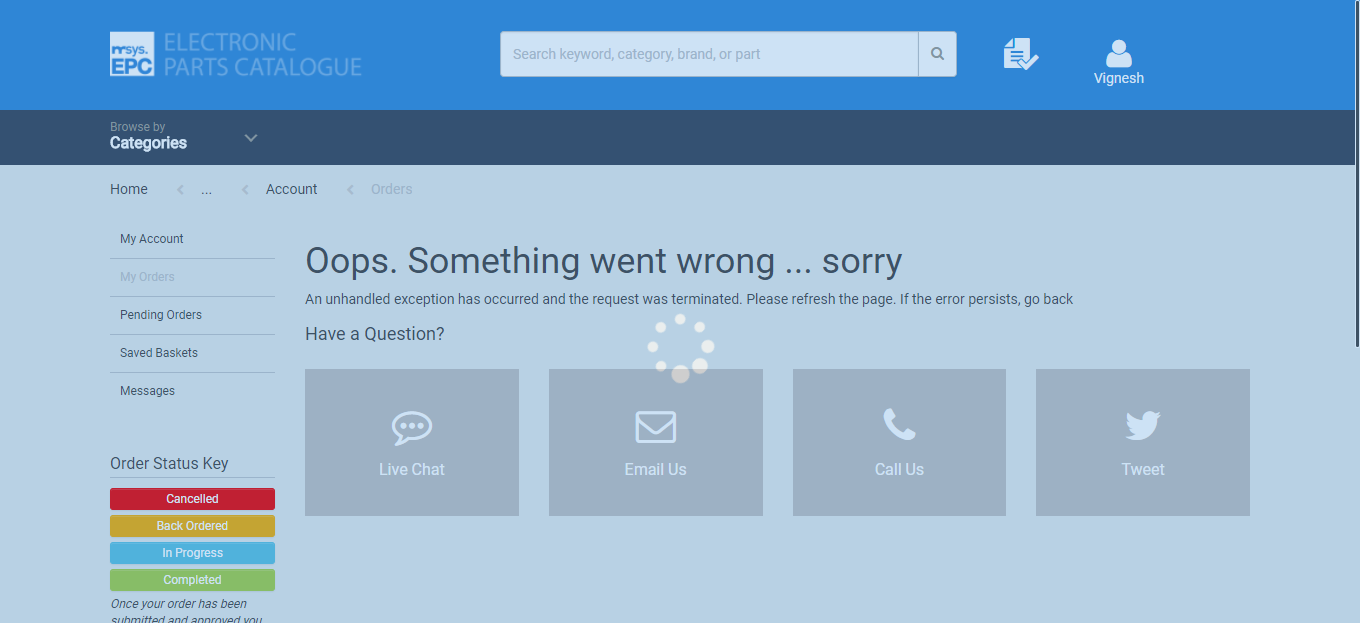 nsys.
EPC
ELECTRONIC
PARTS CATALOGUE
Search keyword, category, brand, or part
Vignesh
Browse by
Categories
Home
...
Account
Orders
My Account
My Orders
Pending Orders
Saved Baskets
Messages
Order Status Key
Cancelled
Back Ordered
In Progress
Completed
Once your order has been
submitted and approved you
Oops. Something went wrong ... sorry
An unhandled exception has occurred and the request was terminated. Please refresh the page. If the error persists, go back
Have a Question?
Live Chat
Email Us
Call Us
Tweet